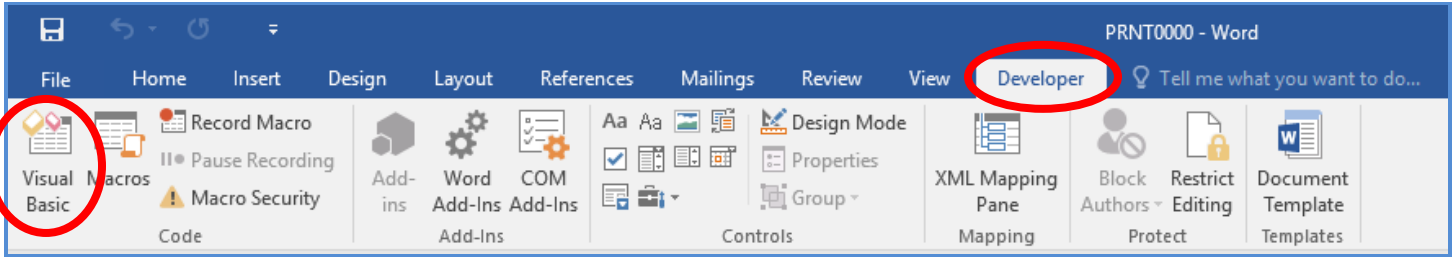 PRNT0000 - Word
File Home Insert Design Layout References Mailings Review View Developer Tell me what you want to do...
Visual Basic
Macros
Record Macro
Pause Recording
Macro Security
Code
Add-ins
Word Add-Ins
COM Add-Ins
Add-Ins
Aa Aa
Design Mode
Properties
Group
Controls
XML Mapping Pane
Mapping
Block Authors
Restrict Editing
Protect
Document Template
Templates